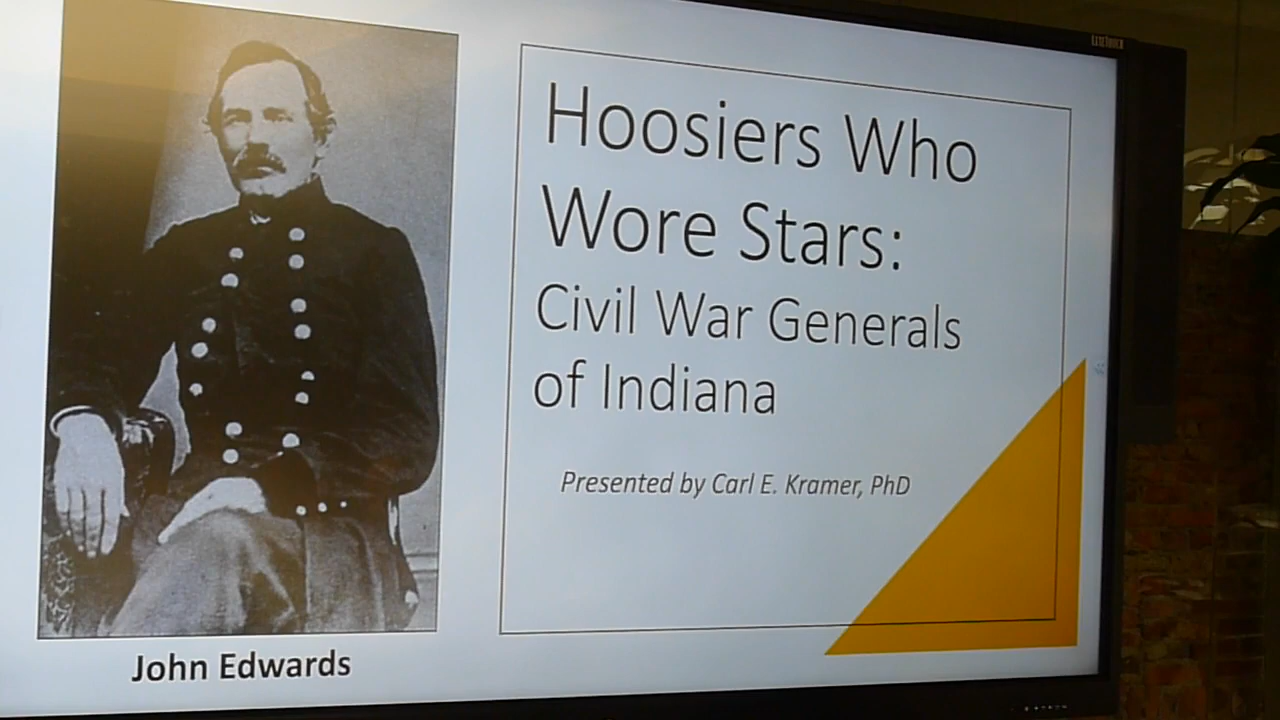 Hoosiers Who
Wore Stars:
Civil War Generals
of Indiana
Presented by Carl E. Kramer, PhD
John Edwards